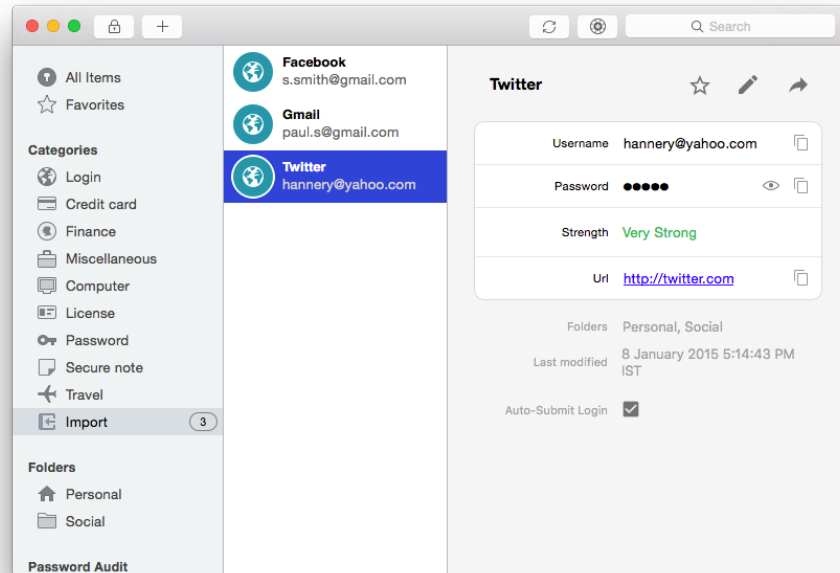 Search
All Items
Favorites
Categories
Login
Credit card
Finance
Miscellaneous
Computer
License
Password
Secure note
Travel
Import
3
Folders
Personal
Social
Password Audit
Facebook
s.smith@gmail.com
Gmail
paul.s@gmail.com
Twitter
hannery@yahoo.com
Twitter
Username hannery@yahoo.com
Password ●●●●●
Strength Very Strong
Url http://twitter.com
Folders Personal, Social
Last modified 8 January 2015 5:14:43 PM
IST
Auto-Submit Login